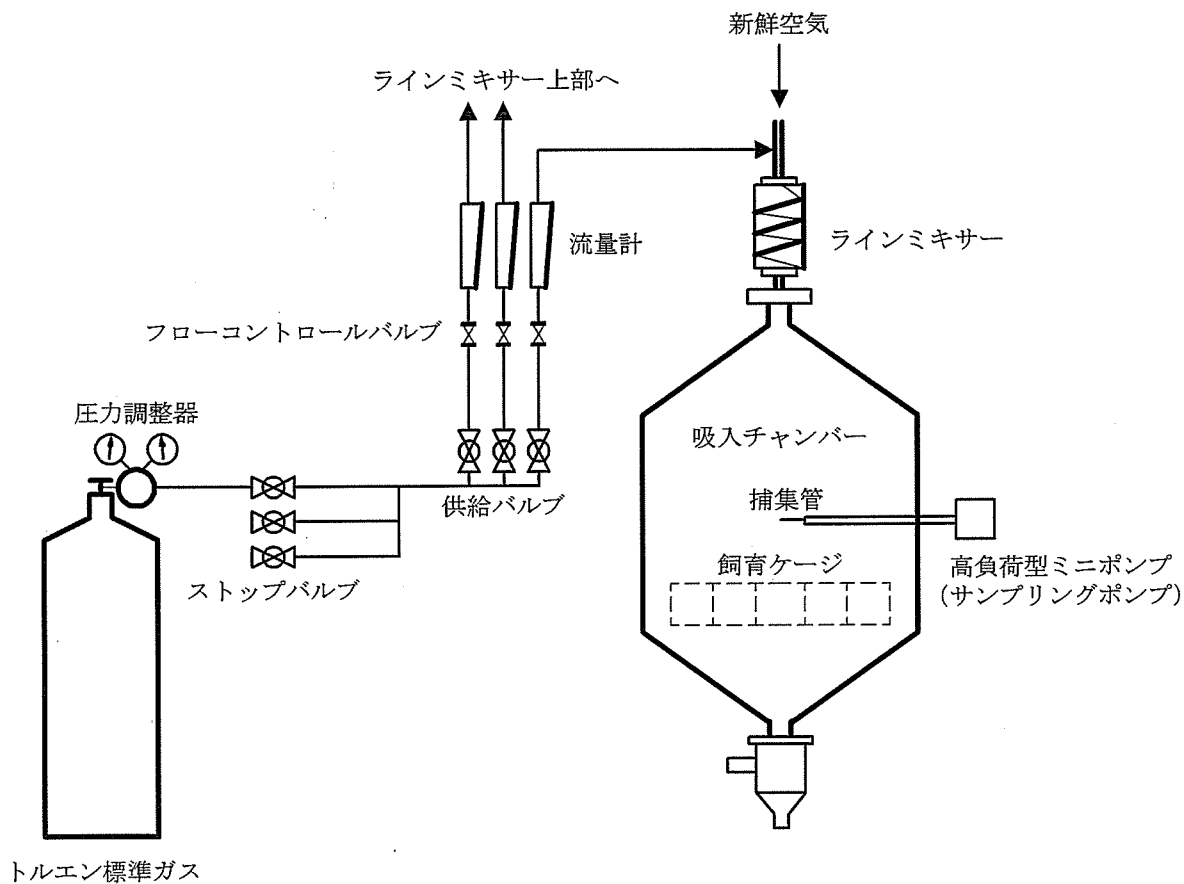 新鮮空気
ラインミキサー上部へ
流量計
ラインミキサー
フローコントロールバルブ
圧力調整器
吸入チャンバー
供給バルブ
捕集管
ストップバルブ
飼育ケージ
高負荷型ミニポンプ
(サンプリングポンプ)
トルエン標準ガス